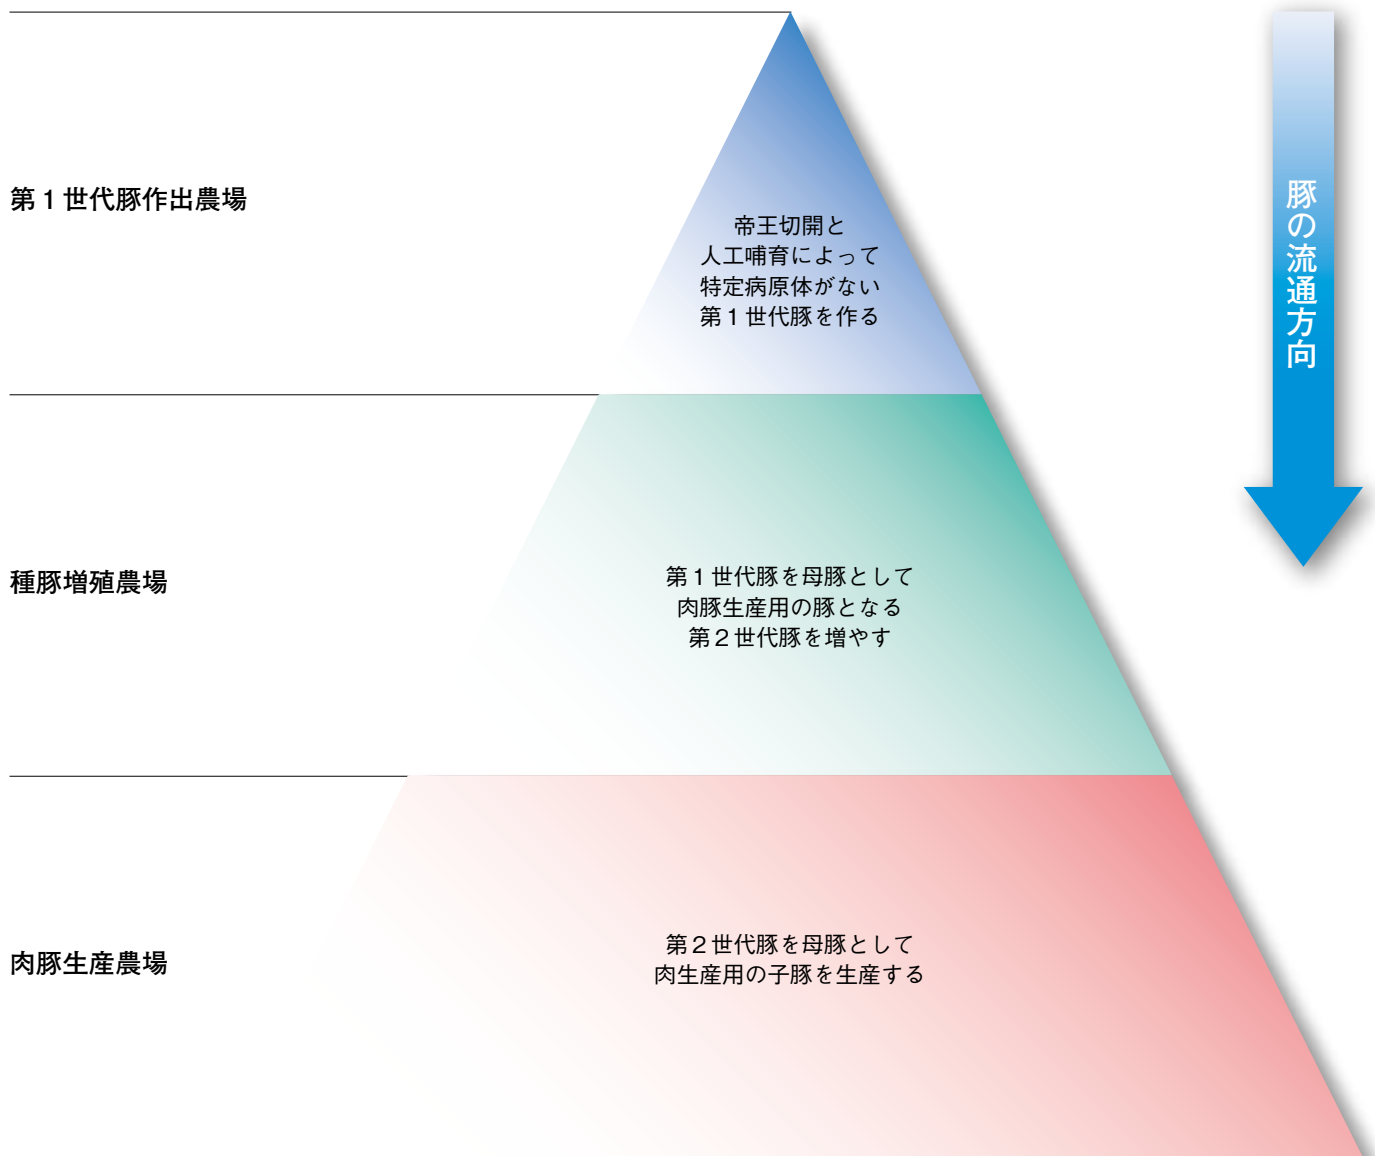 第１世代豚作出農場
帝王切開と
人工哺育によって
特定病原体がない
第１世代豚を作る
豚の流通方向
種豚増殖農場
第１世代豚を母豚として
肉豚生産用の豚となる
第２世代豚を増やす
肉豚生産農場
第２世代豚を母豚として
肉生産用の子豚を生産する